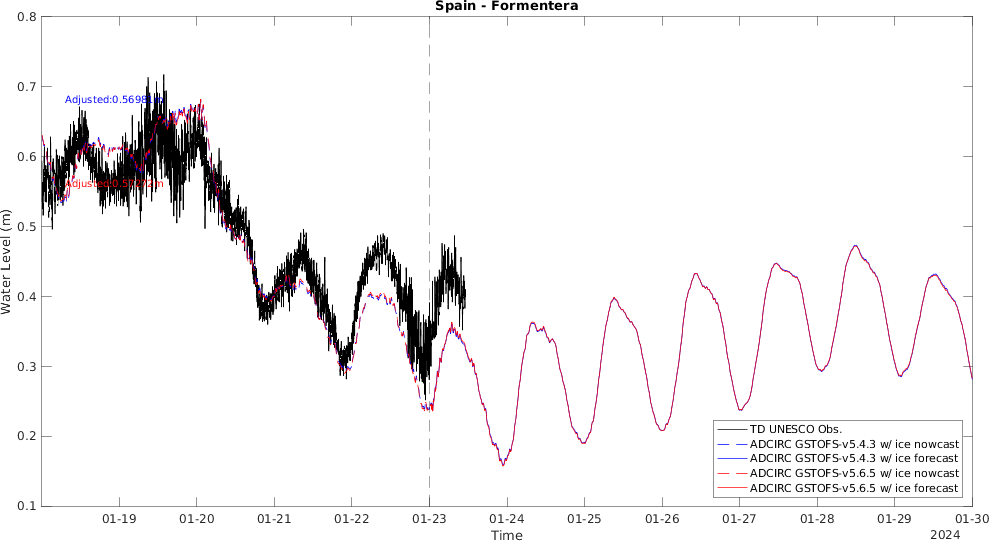 Spain - Formentera
0.8
0.7
0.6
0.5
0.4
0.3
0.2
0.1
Water Level (m)
01-19
01-20
01-21
01-22
01-23
01-24
01-25
01-26
01-27
01-28
01-29
01-30
Time
2024
TD UNESCO Obs.
ADCIRC GSTOFS-v5.4.3 w/ ice nowcast
ADCIRC GSTOFS-v5.4.3 w/ ice forecast
ADCIRC GSTOFS-v5.6.5 w/ ice nowcast
ADCIRC GSTOFS-v5.6.5 w/ ice forecast